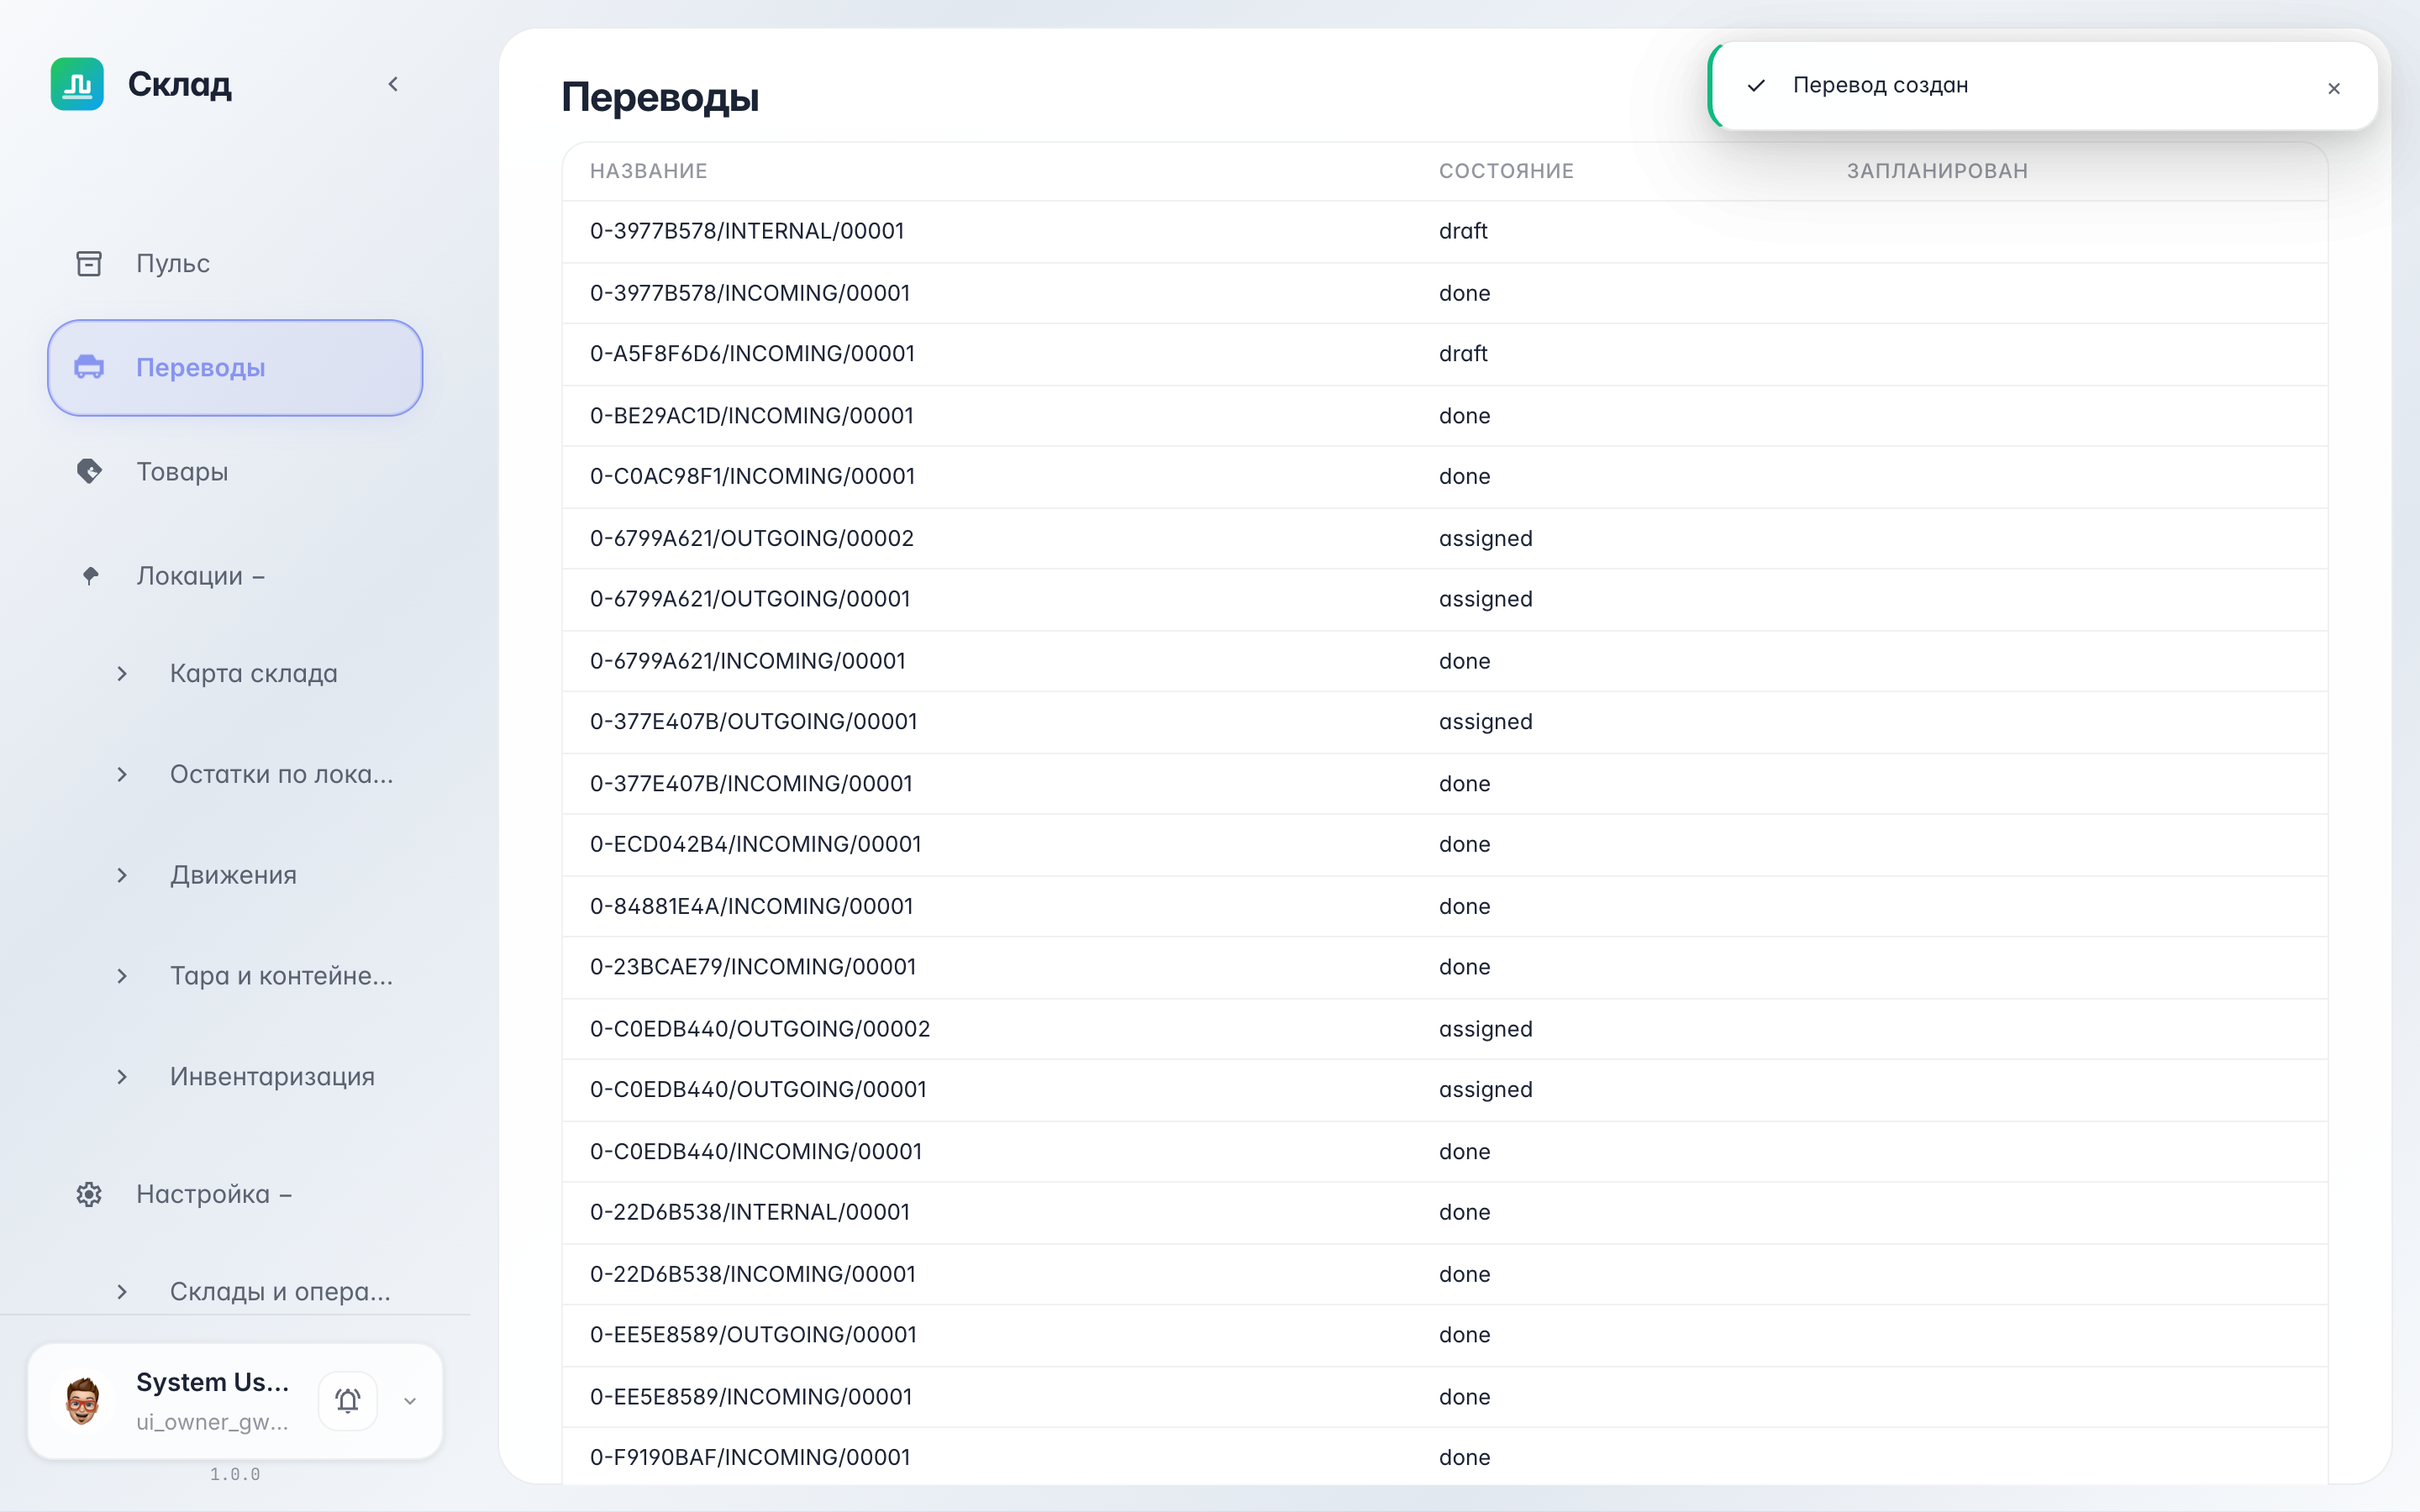 Склад
Пульс
Переводы
Товары
Локации –
Карта склада
Остатки по лока...
Движения
Тара и контейне...
Инвентаризация
Настройка –
Склады и опера...
System Us...
ui_owner_gw...
1.0.0
Переводы
Перевод создан
НАЗВАНИЕ СОСТОЯНИЕ ЗАПЛАНИРОВАН
0-3977B578/INTERNAL/00001 draft
0-3977B578/INCOMING/00001 done
0-A5F8F6D6/INCOMING/00001 draft
0-BE29AC1D/INCOMING/00001 done
0-C0AC98F1/INCOMING/00001 done
0-6799A621/OUTGOING/00002 assigned
0-6799A621/OUTGOING/00001 assigned
0-6799A621/INCOMING/00001 done
0-377E407B/OUTGOING/00001 assigned
0-377E407B/INCOMING/00001 done
0-ECD042B4/INCOMING/00001 done
0-84881E4A/INCOMING/00001 done
0-23BCAE79/INCOMING/00001 done
0-C0EDB440/OUTGOING/00002 assigned
0-C0EDB440/OUTGOING/00001 assigned
0-C0EDB440/INCOMING/00001 done
0-22D6B538/INTERNAL/00001 done
0-22D6B538/INCOMING/00001 done
0-EE5E8589/OUTGOING/00001 done
0-EE5E8589/INCOMING/00001 done
0-F9190BAF/INCOMING/00001 done